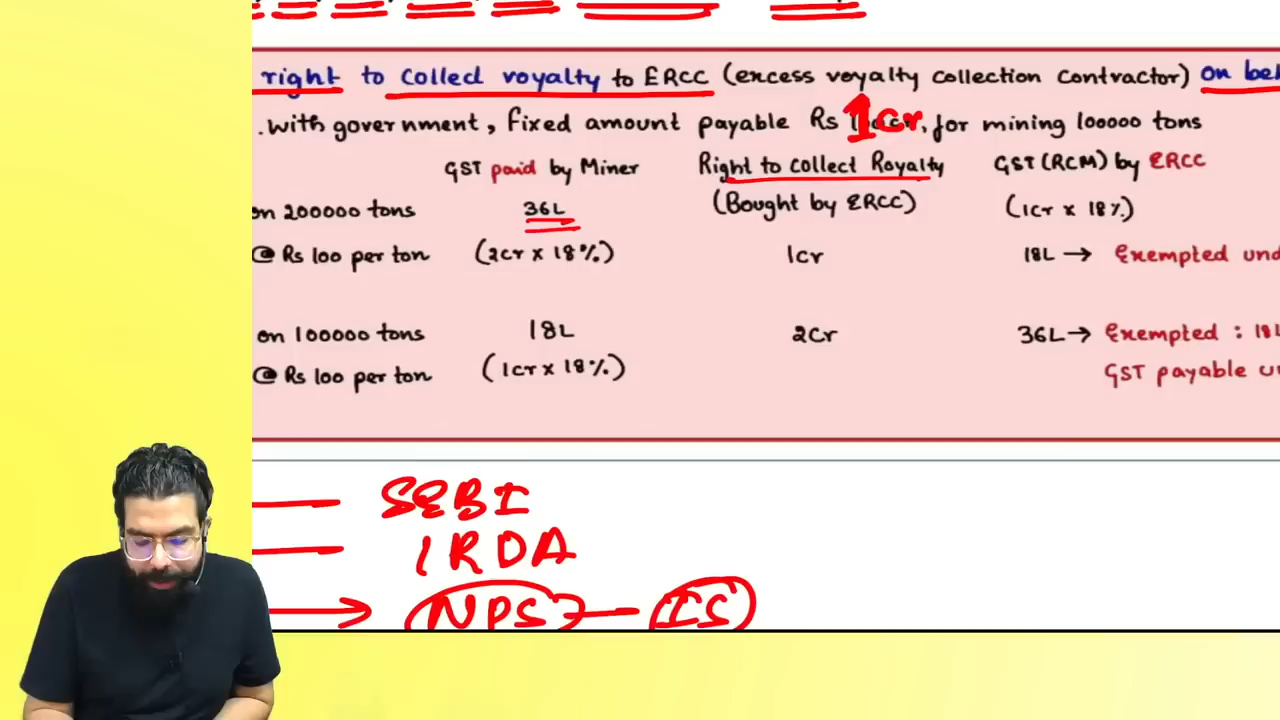 right to collect royalty to ERCC (excess royalty collection contractor) on
. With government, fixed amount payable Rs 1cr, for mining 100000 tons
GST paid by Miner Right to collect Royalty GST (RCM) by ERCC
on 200000 tons 36L (Bought by ERCC) (1cr x 18%)
@ Rs 100 per ton (2cr x 18%) 1cr 18L → Exempted
on 100000 tons 18L 2Cr 36L→ Exempted : 18L
@ Rs 100 per ton (1cr x 18%) GST payable
SEBI
IRDA
NPS IS